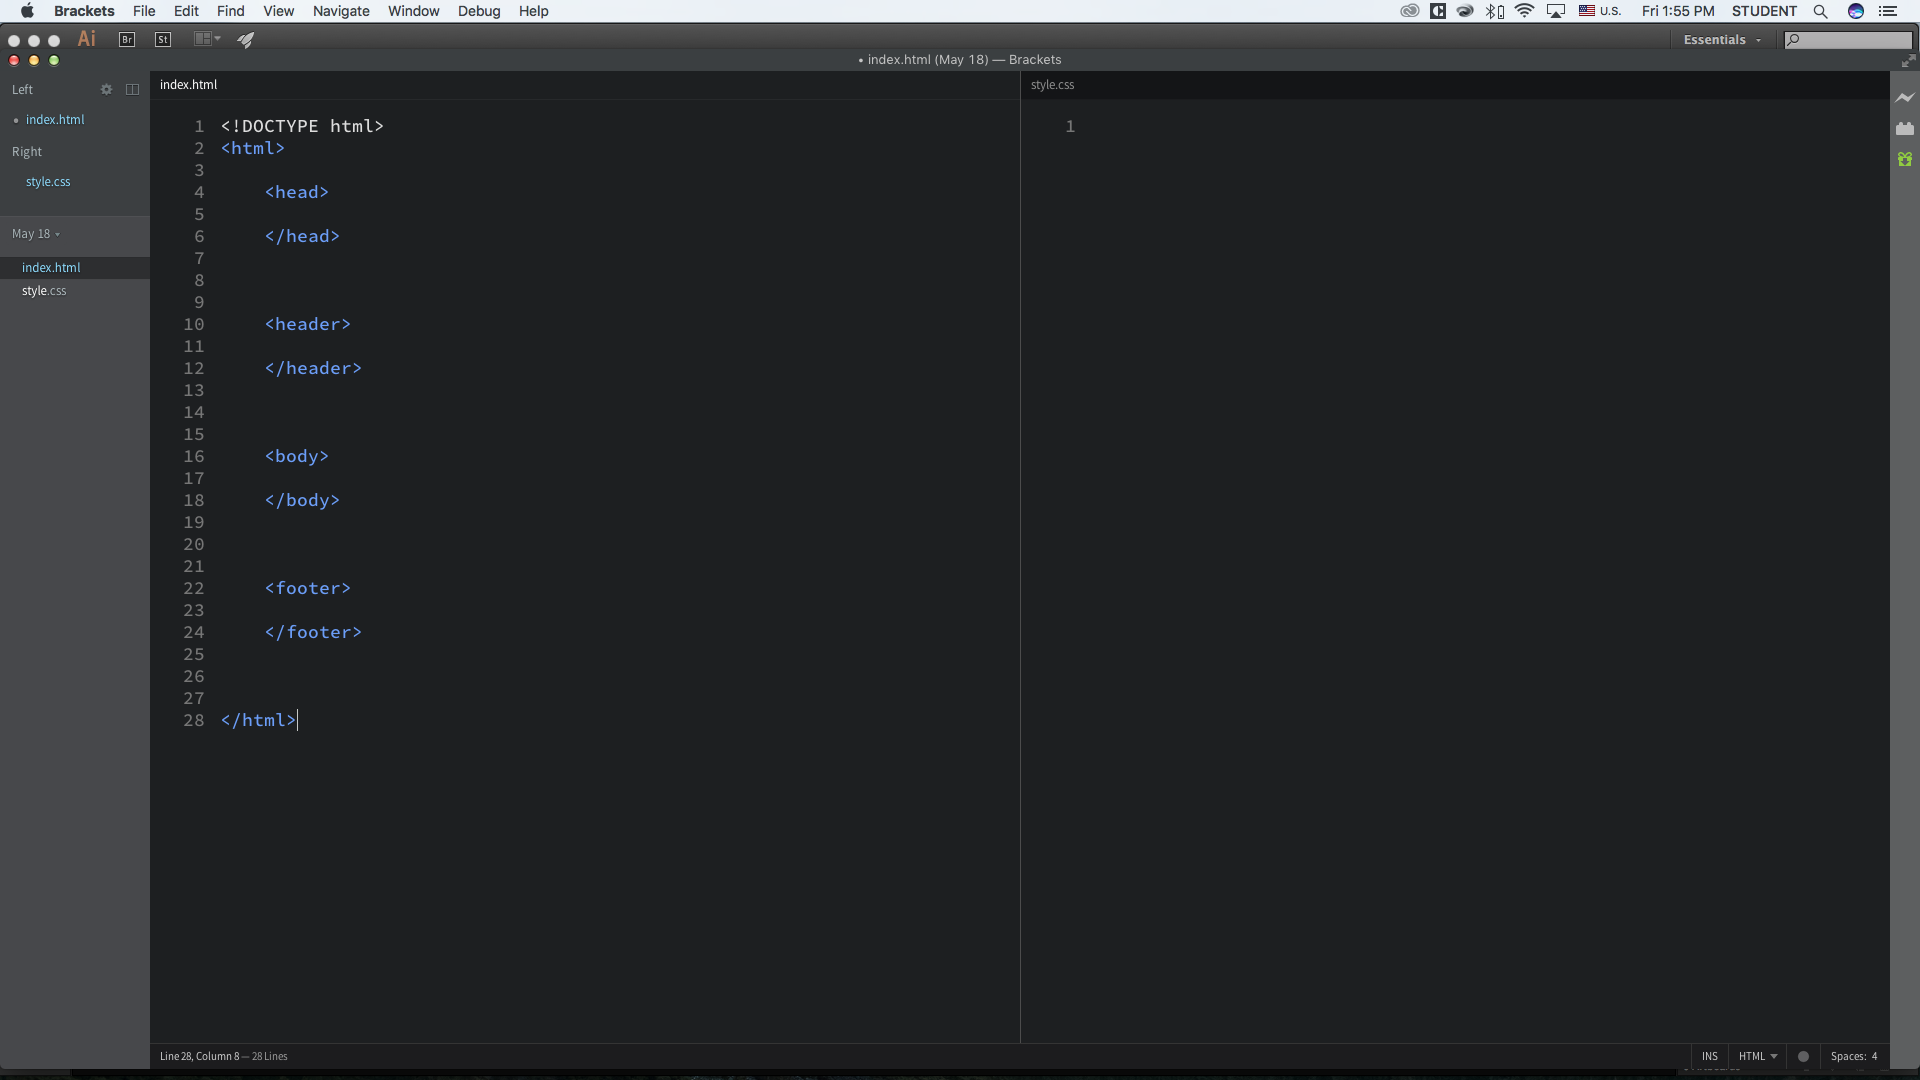 Brackets File Edit Find View Navigate Window Debug Help U.S. Fri 1:55 PM STUDENT
Ai Br St Essentials
• index.html (May 18) — Brackets
Left
• index.html
Right
style.css
May 18
index.html
style.css
index.html
1 <!DOCTYPE html>
2 <html>
3
4 <head>
5
6 </head>
7
8
9
10 <header>
11
12 </header>
13
14
15
16 <body>
17
18 </body>
19
20
21
22 <footer>
23
24 </footer>
25
26
27
28 </html>
style.css
1
Line 28, Column 8 — 28 Lines
INS HTML Spaces: 4